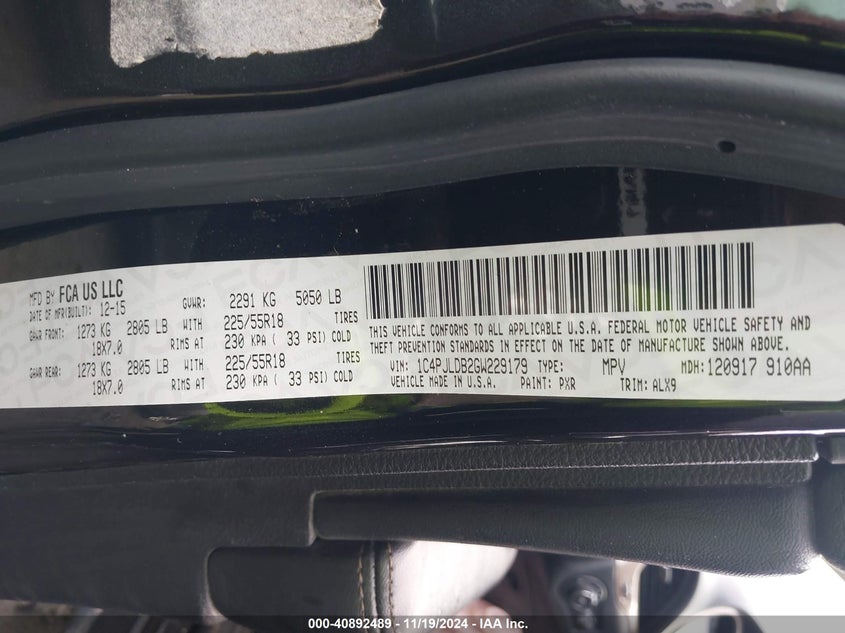 MFD BY FCA US LLC
DATE OF MFR(BUILT): 12-15
GVWR: 2291 KG 5050 LB
GAWR FRONT: 1273 KG 2805 LB WITH 225/55R18 TIRES
18X7.0 RIMS AT 230 KPA ( 33 PSI) COLD
GAWR REAR: 1273 KG 2805 LB WITH 225/55R18 TIRES
18X7.0 RIMS AT 230 KPA ( 33 PSI) COLD
THIS VEHICLE CONFORMS TO ALL APPLICABLE U.S.A. FEDERAL MOTOR VEHICLE SAFETY AND
THEFT PREVENTION STANDARDS IN EFFECT ON THE DATE OF MANUFACTURE SHOWN ABOVE.
VIN: 1C4PJLDB2GW229179 TYPE: MPV MDH: 120917 910AA
VEHICLE MADE IN U.S.A. PAINT: PXR TRIM: ALX9
000-40892489 - 11/19/2024 - IAA Inc.